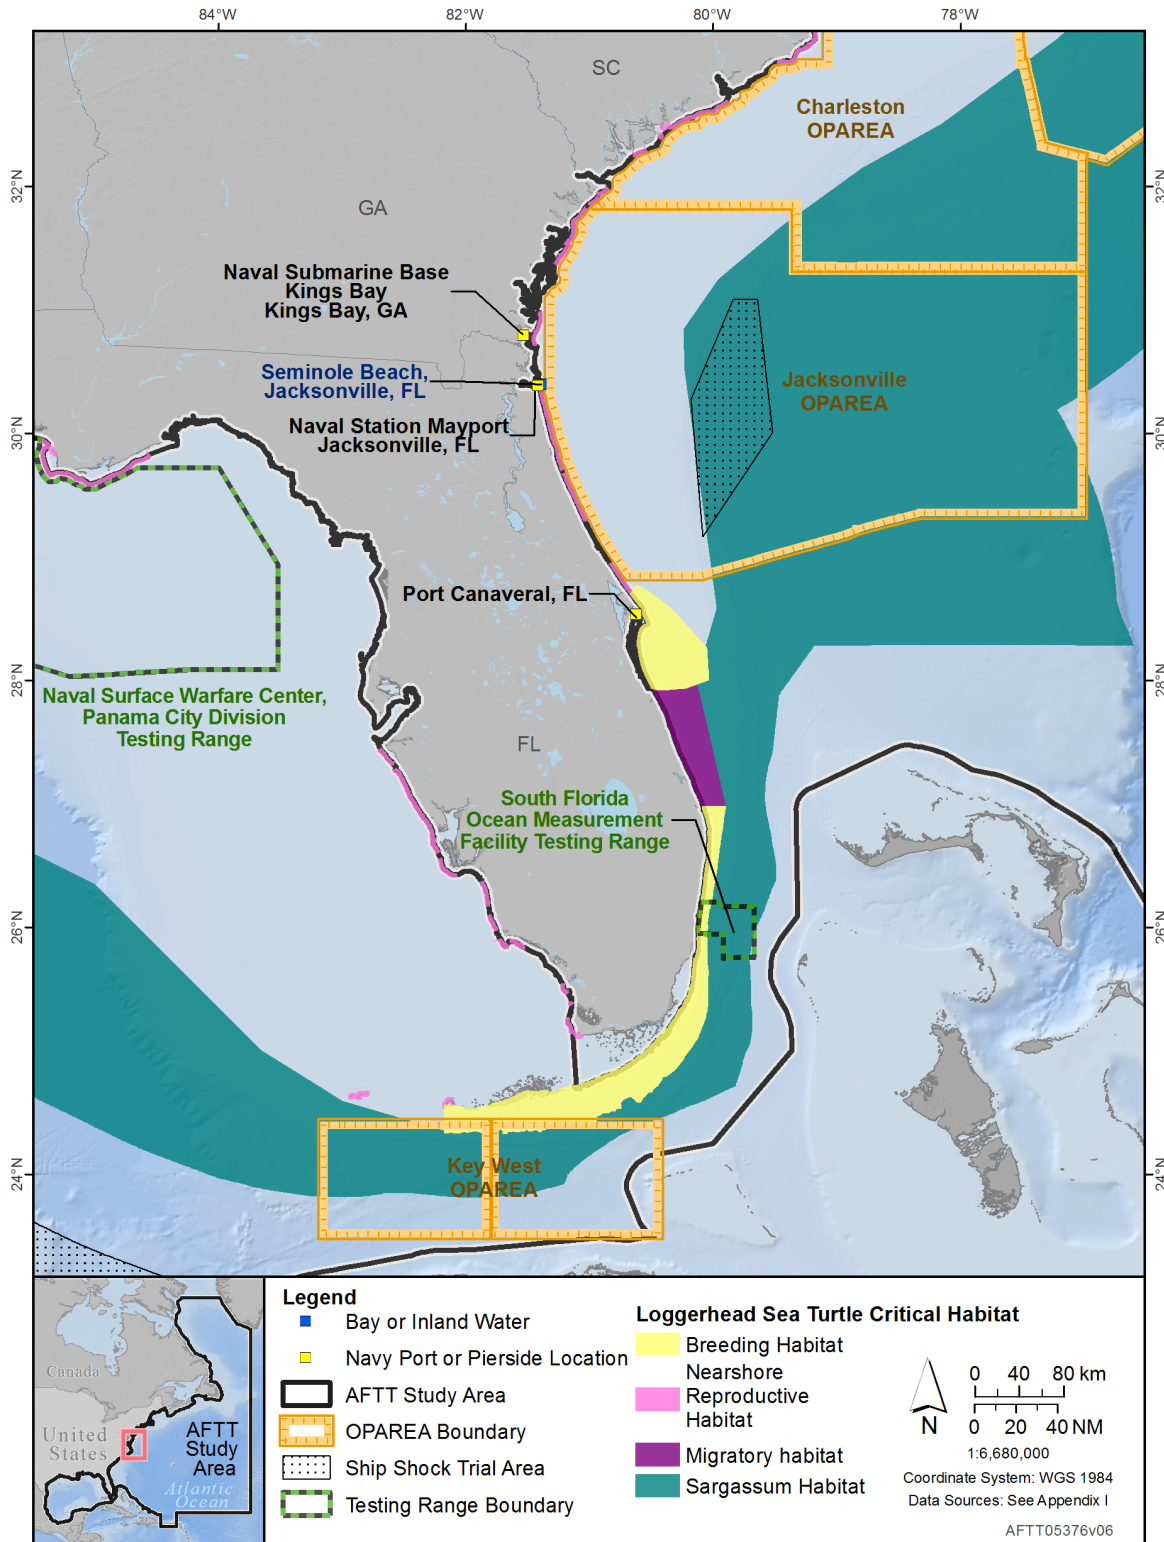 84°W 82°W 80°W 78°W
SC
Charleston
OPAREA
32°N
32°N
GA
Naval Submarine Base
Kings Bay
Kings Bay, GA
Seminole Beach,
Jacksonville, FL
Jacksonville
OPAREA
Naval Station Mayport
Jacksonville, FL
30°N
30°N
Port Canaveral, FL
28°N
28°N
Naval Surface Warfare Center,
Panama City Division
Testing Range
FL
South Florida
Ocean Measurement
Facility Testing Range
26°N
26°N
Key West
OPAREA
24°N
24°N
Canada
United
States
AFTT
Study
Area
Atlantic
Ocean
Legend
Bay or Inland Water
Navy Port or Pierside Location
AFTT Study Area
OPAREA Boundary
Ship Shock Trial Area
Testing Range Boundary
Loggerhead Sea Turtle Critical Habitat
Breeding Habitat
Nearshore
Reproductive
Habitat
Migratory habitat
Sargassum Habitat
N
0 40 80 km
0 20 40 NM
1:6,680,000
Coordinate System: WGS 1984
Data Sources: See Appendix I
AFTT05376v06